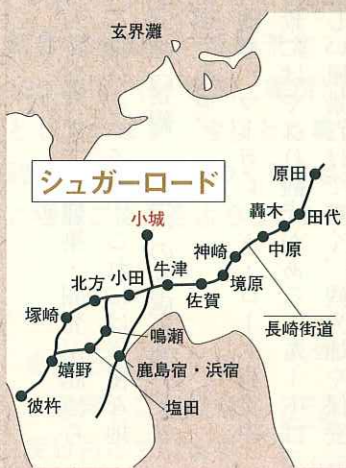 玄界灘
シュガーロード
小城
原田
轟木
田代
神崎
中原
北方
小田
牛津
佐賀
境原
長崎街道
塚崎
鳴瀬
嬉野
鹿島宿・浜宿
塩田
彼杵